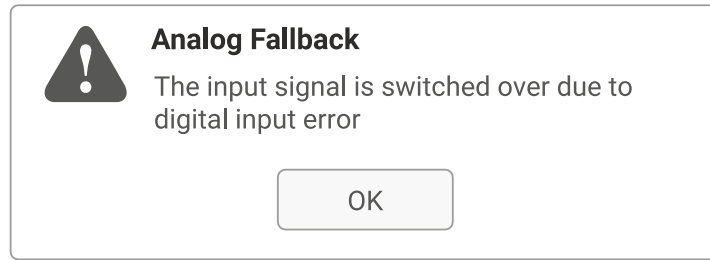 Analog Fallback
The input signal is switched over due to
digital input error
OK